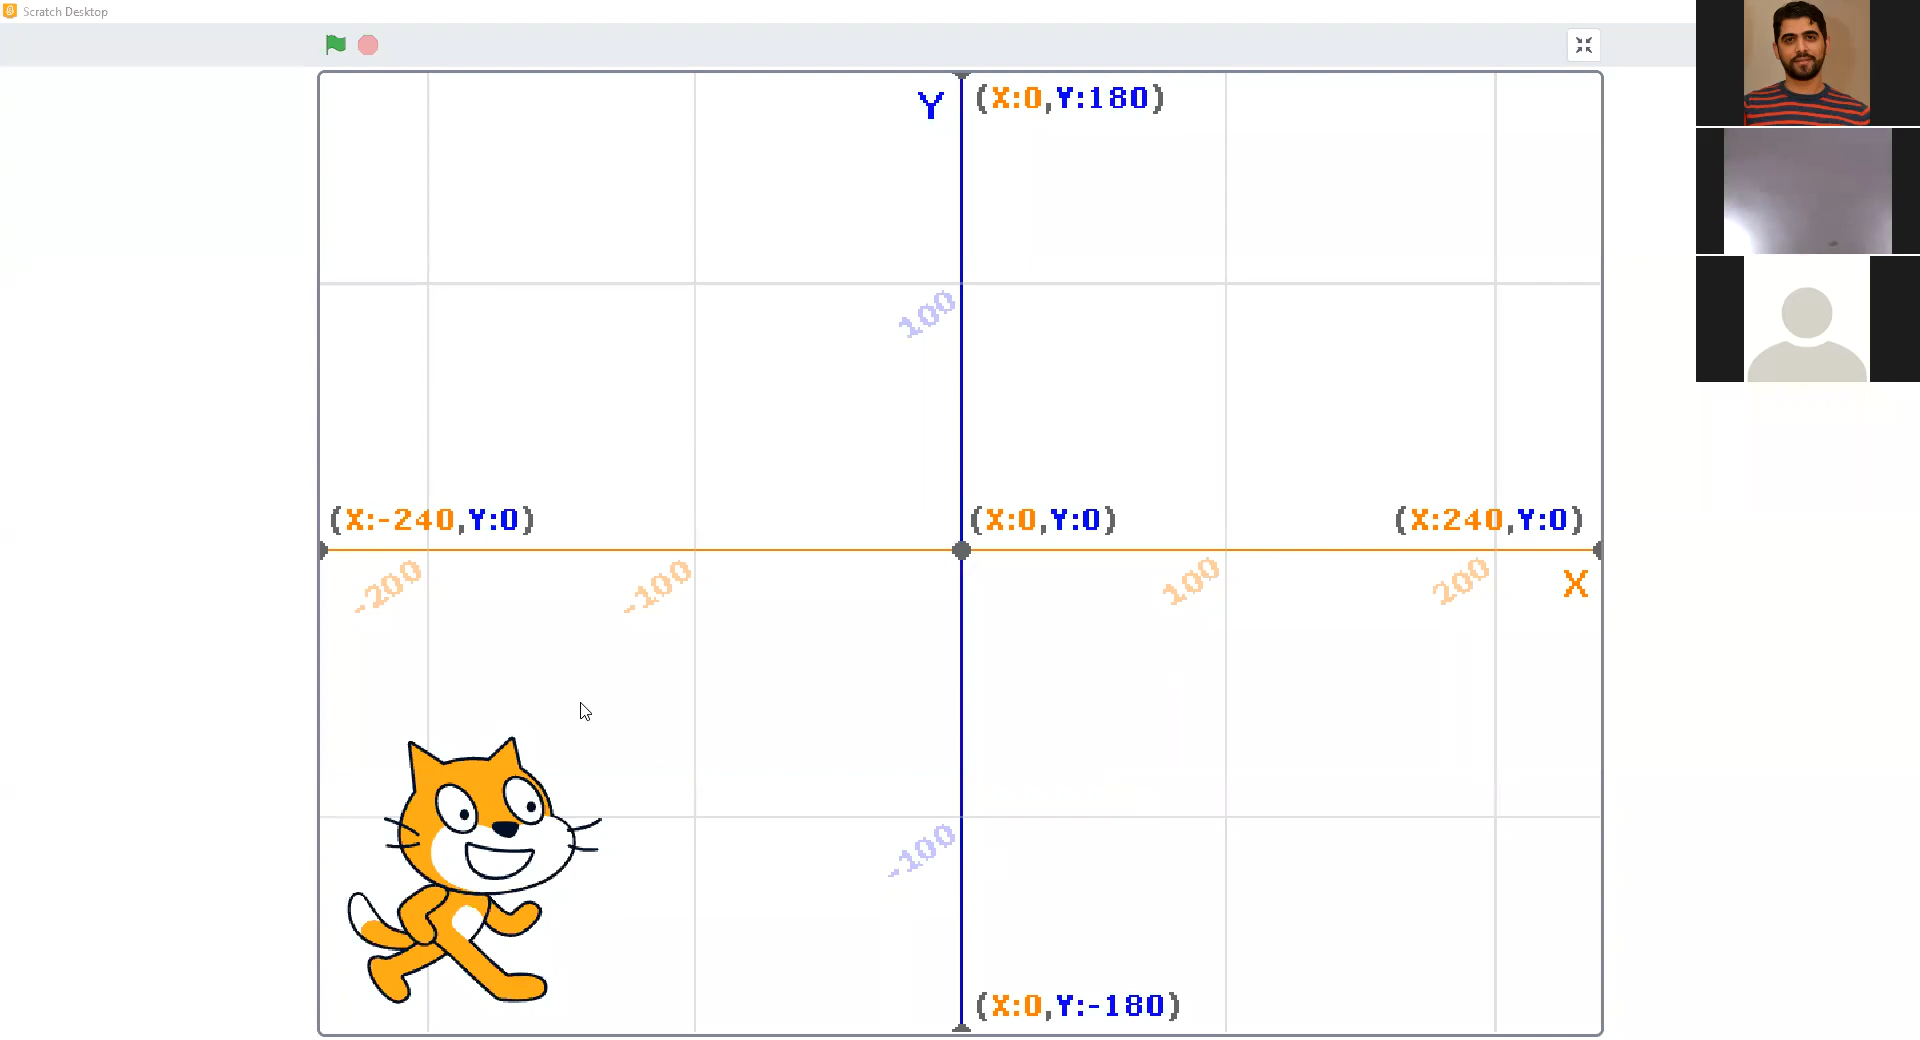 Scratch Desktop
Y
(X:0,Y:180)
100
(X:-240,Y:0)
(X:0,Y:0)
(X:240,Y:0)
-200
-100
100
200
X
-100
(X:0,Y:-180)